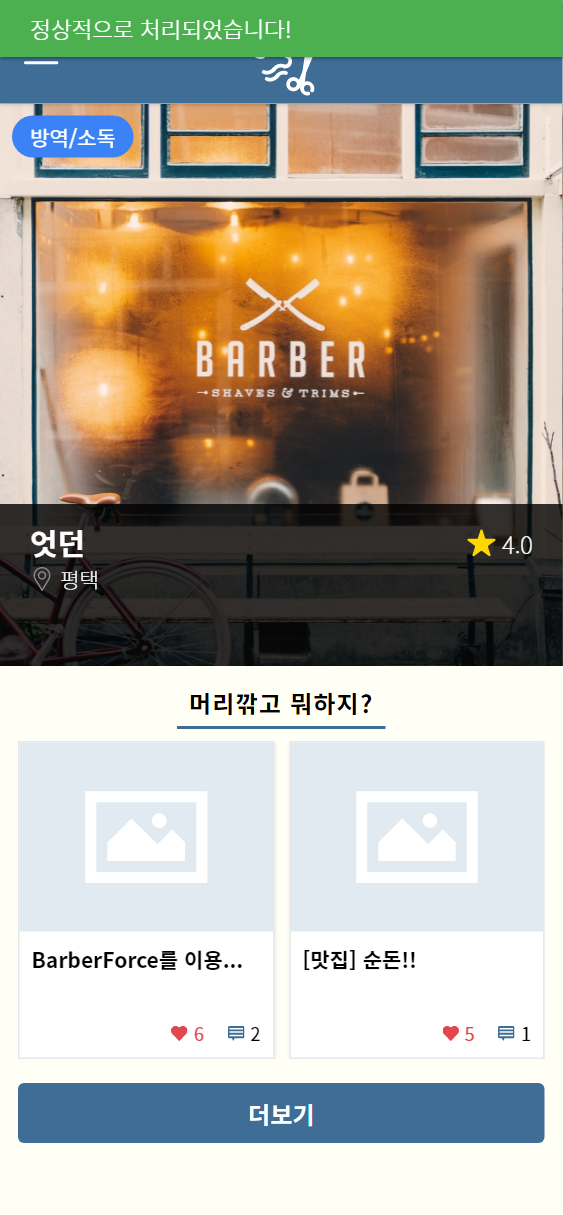 정상적으로 처리되었습니다!
방역/소독
BARBER
SHAVES & TRIMS
엇던
4.0
평택
머리깎고 뭐하지?
BarberForce를 이용...
[맛집] 순돈!!
6
2
5
1
더보기